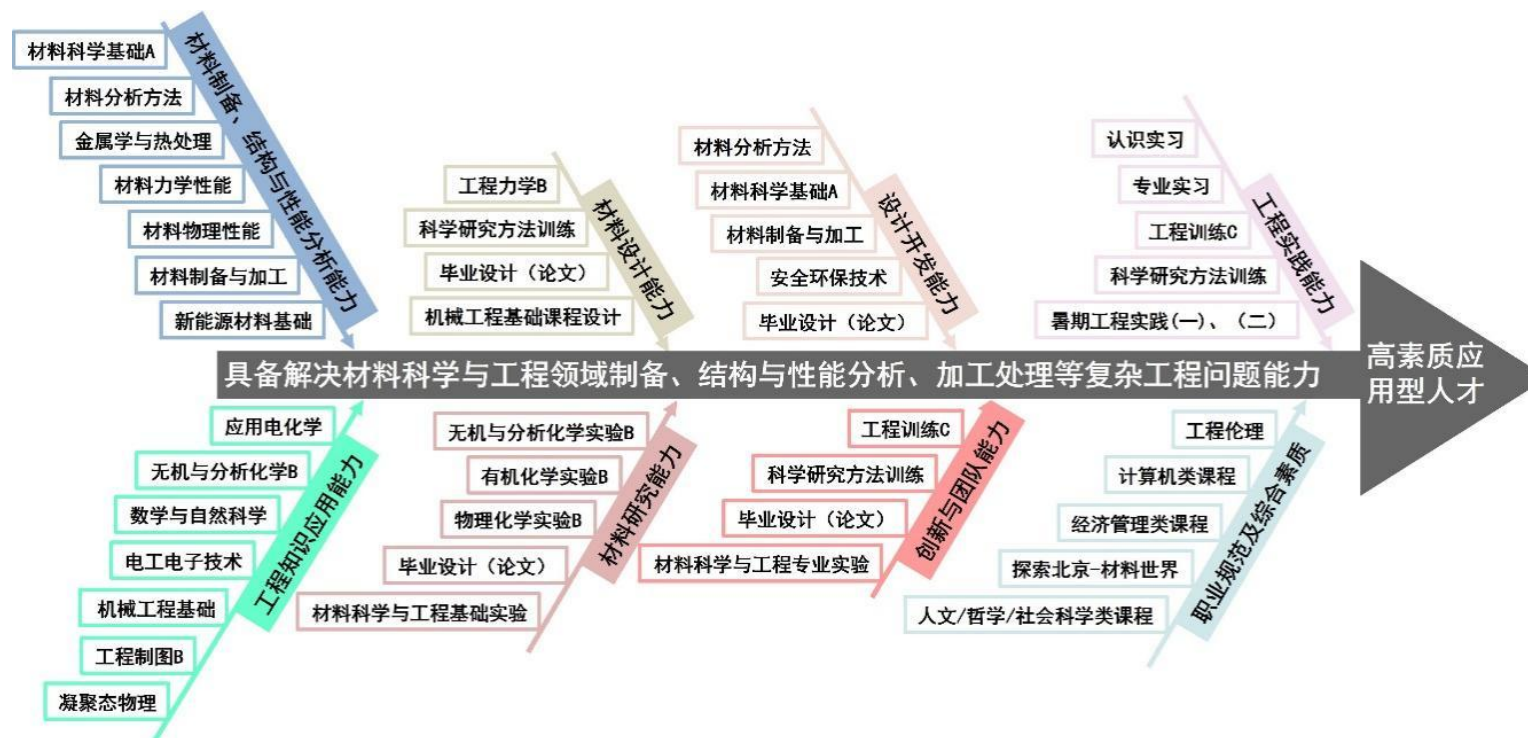 材料科学基础A
材料分析方法
金属学与热处理
材料力学性能
材料物理性能
材料制备与加工
新能源材料基础
材料制备、结构与性能分析能力
工程力学B
科学研究方法训练
毕业设计（论文）
机械工程基础课程设计
材料设计能力
材料分析方法
材料科学基础A
材料制备与加工
安全环保技术
毕业设计（论文）
设计开发能力
认识实习
专业实习
工程训练C
科学研究方法训练
暑期工程实践(一)、（二）
工程实践能力
具备解决材料科学与工程领域制备、结构与性能分析、加工处理等复杂工程问题能力
高素质应
用型人才
应用电化学
无机与分析化学B
数学与自然科学
电工电子技术
机械工程基础
工程制图B
凝聚态物理
工程知识应用能力
无机与分析化学实验B
有机化学实验B
物理化学实验B
毕业设计（论文）
材料科学与工程基础实验
材料研究能力
工程训练C
科学研究方法训练
毕业设计（论文）
材料科学与工程专业实验
创新与团队能力
工程伦理
计算机类课程
经济管理类课程
探索北京-材料世界
人文/哲学/社会科学类课程
职业规范及综合素质